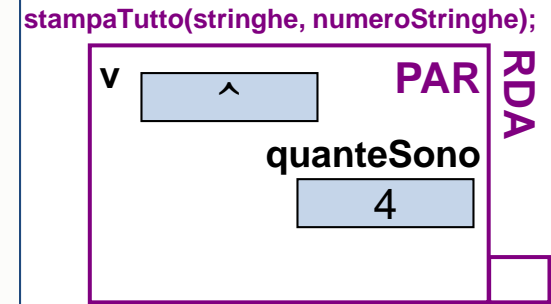 stampaTutto(stringhe, numeroStringhe);
v ^ PAR
RDA
quanteSono
4